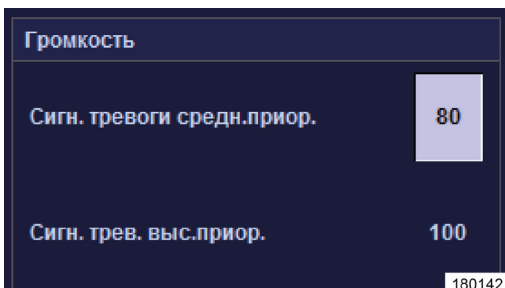 Громкость
Сигн. тревоги средн.приор. 80
Сигн. трев. выс.приор. 100
180142